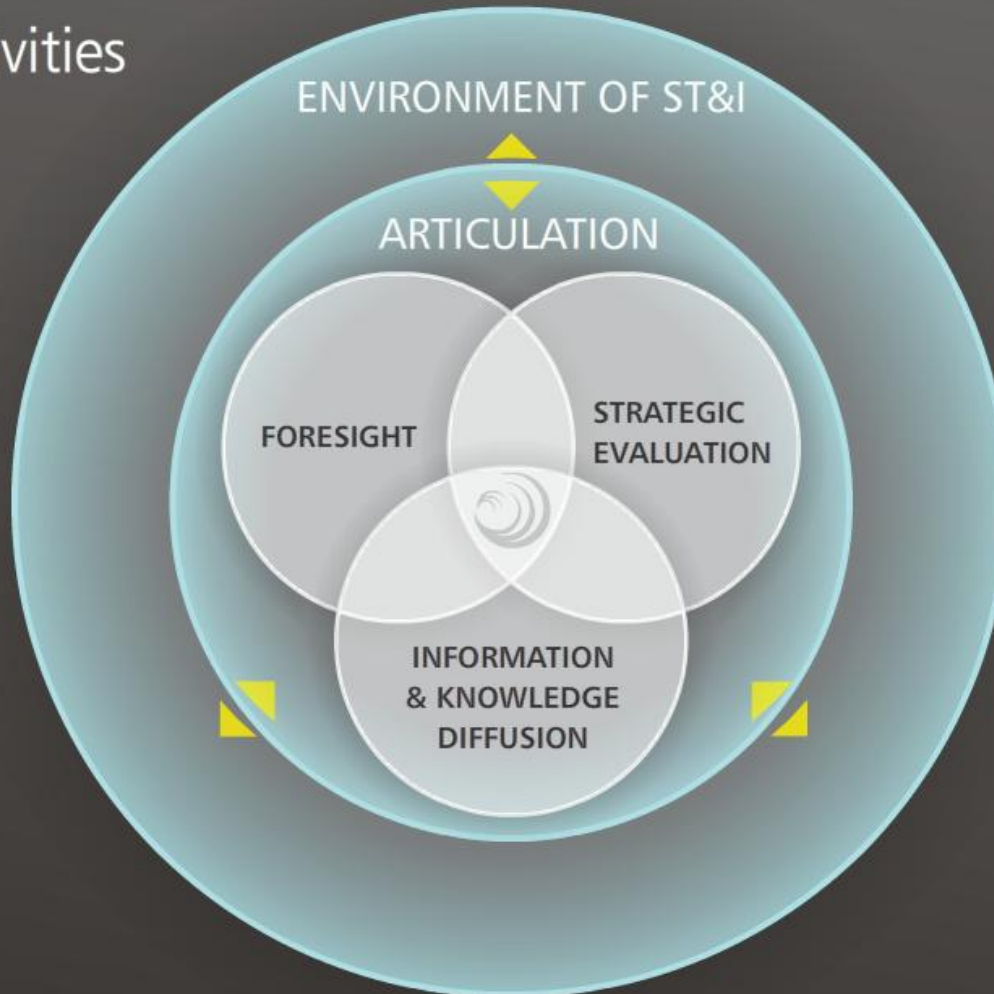 vities
ENVIRONMENT OF ST&I
ARTICULATION
FORESIGHT
STRATEGIC
EVALUATION
INFORMATION
& KNOWLEDGE
DIFFUSION